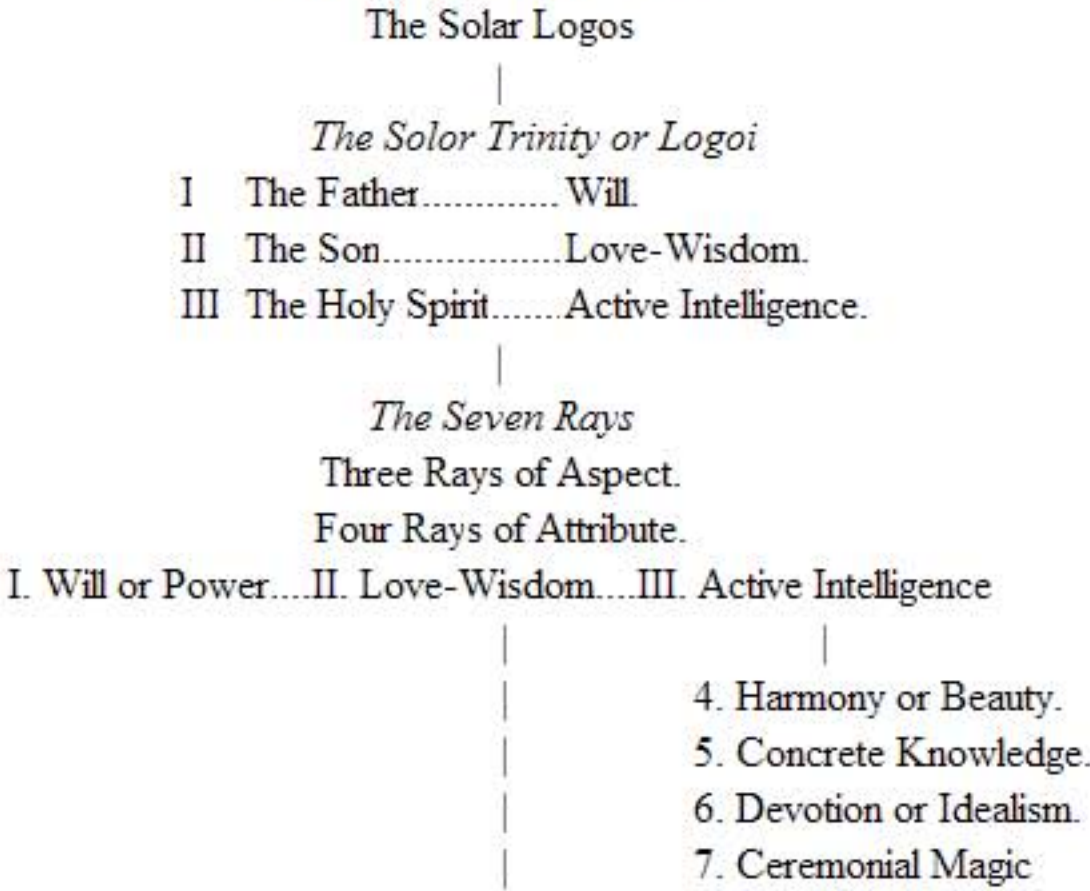 The Solar Logos
|
The Solor Trinity or Logoi
I The Father............. Will.
II The Son.................Love-Wisdom.
III The Holy Spirit.......Active Intelligence.
|
The Seven Rays
Three Rays of Aspect.
Four Rays of Attribute.
I. Will or Power....II. Love-Wisdom....III. Active Intelligence
| |
| 4. Harmony or Beauty.
| 5. Concrete Knowledge.
| 6. Devotion or Idealism.
| 7. Ceremonial Magic